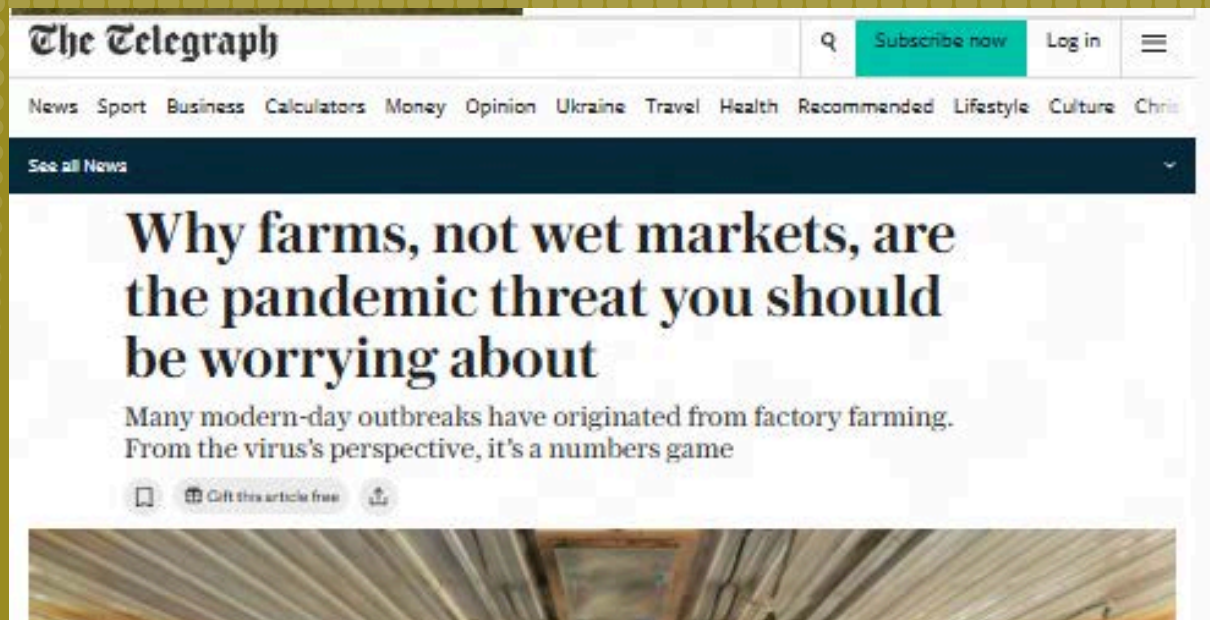 The Telegraph
Subscribe now Log in
News Sport Business Calculators Money Opinion Ukraine Travel Health Recommended Lifestyle Culture Chris
See all News
Why farms, not wet markets, are
the pandemic threat you should
be worrying about
Many modern-day outbreaks have originated from factory farming.
From the virus's perspective, it's a numbers game
Gift this article free